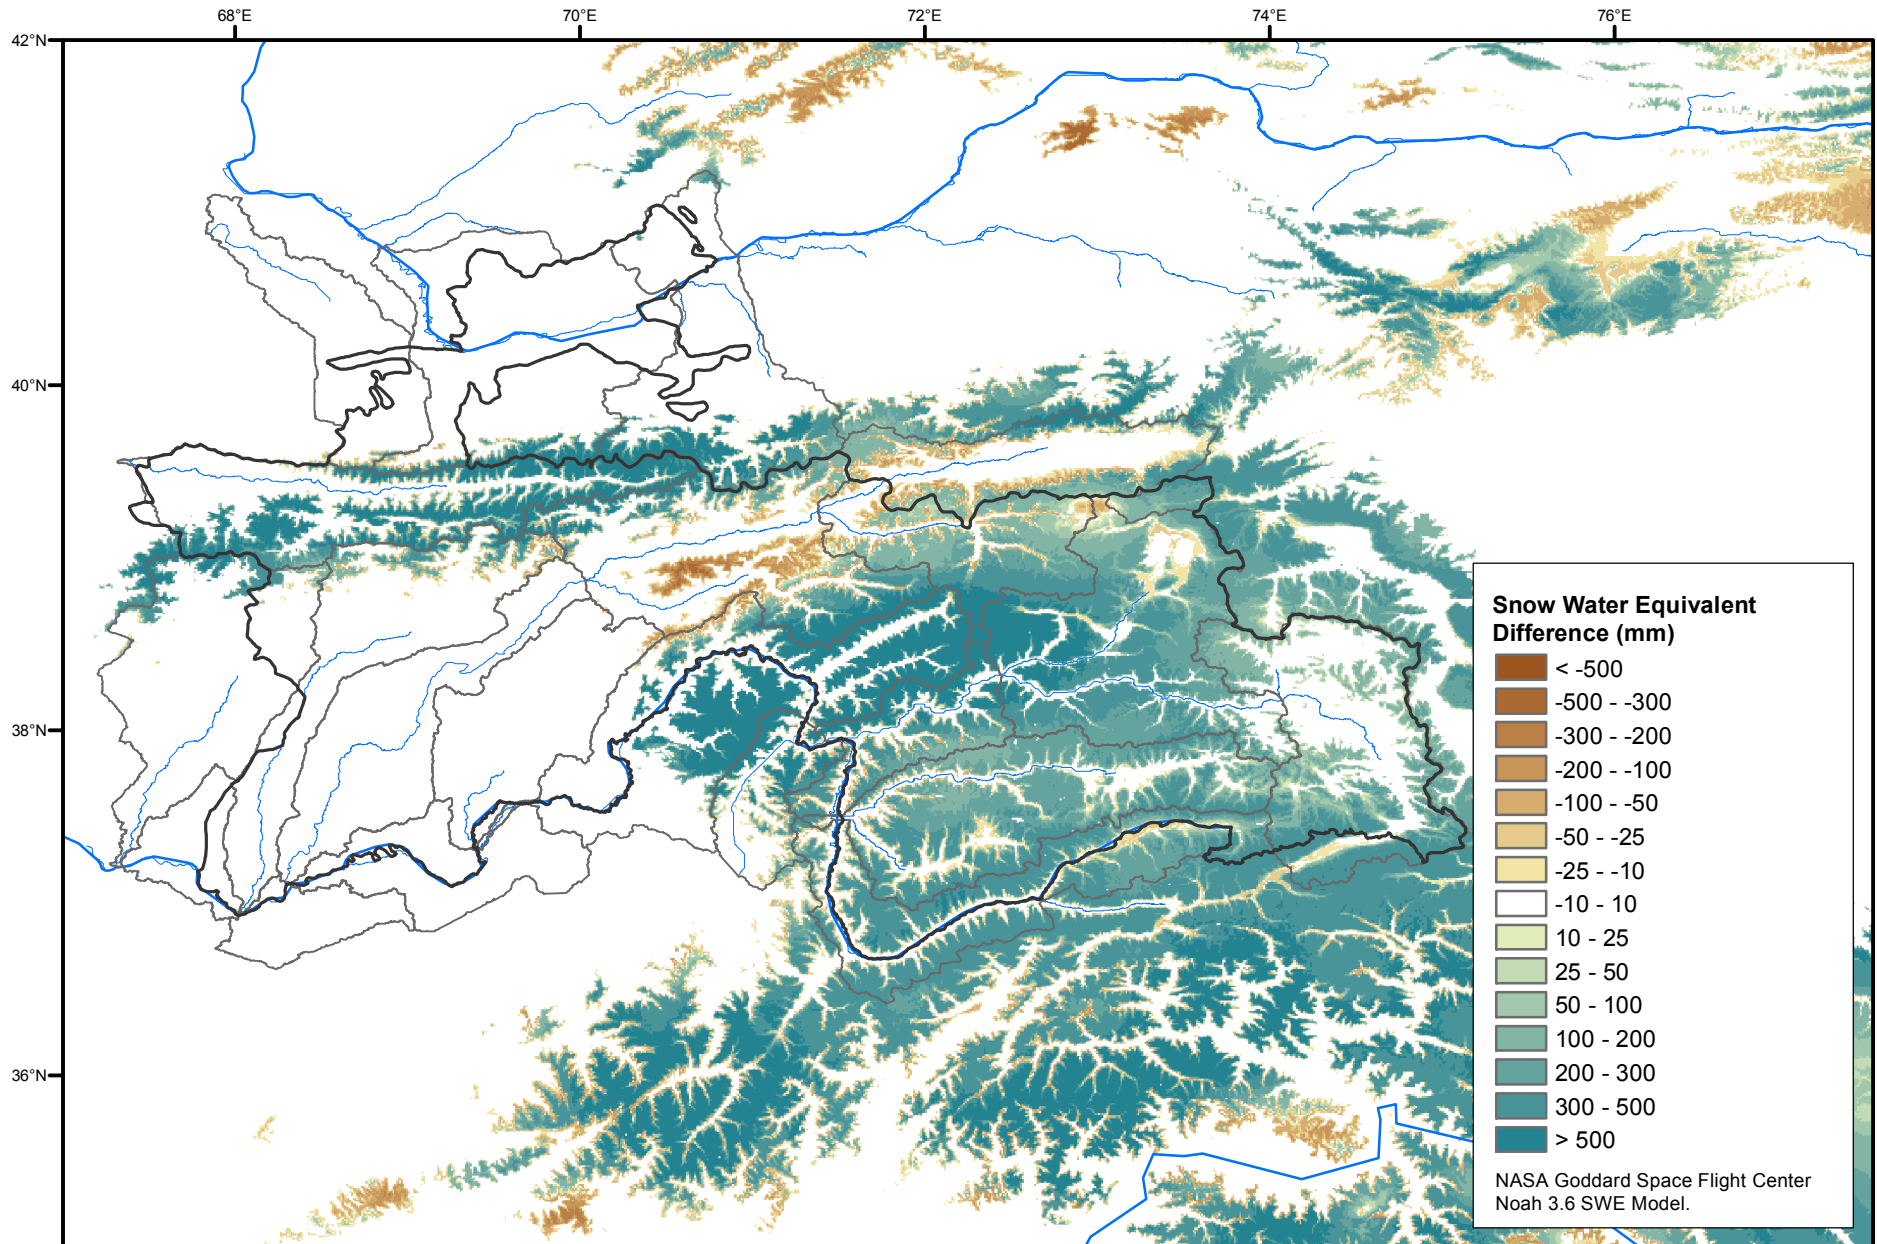 68°E
70°E
72°E
74°E
76°E
42°N
40°N
38°N
36°N
Snow Water Equivalent
Difference (mm)
< -500
-500 - -300
-300 - -200
-200 - -100
-100 - -50
-50 - -25
-25 - -10
-10 - 10
10 - 25
25 - 50
50 - 100
100 - 200
200 - 300
300 - 500
> 500
NASA Goddard Space Flight Center
Noah 3.6 SWE Model.